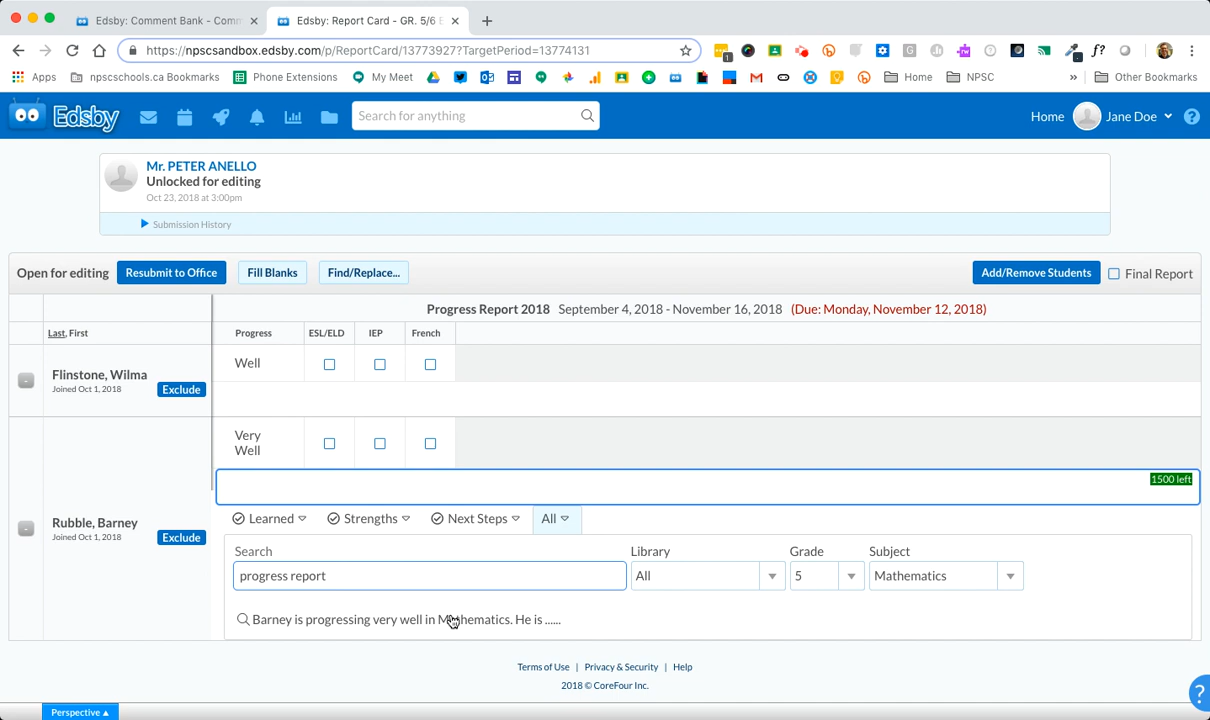 Edsby: Comment Bank - Comm
Edsby: Report Card - GR. 5/6
https://npscsandbox.edsby.com/p/ReportCard/13773927?TargetPeriod=13774131
Apps npscschools.ca Bookmarks Phone Extensions My Meet Home NPSC » Other Bookmarks
Edsby Search for anything Home Jane Doe
Mr. PETER ANELLO
Unlocked for editing
Oct 23, 2018 at 3:00pm
Submission History
Open for editing Resubmit to Office Fill Blanks Find/Replace... Add/Remove Students Final Report
Progress Report 2018 September 4, 2018 - November 16, 2018 (Due: Monday, November 12, 2018)
Last, First Progress ESL/ELD IEP French
Well
Flinstone, Wilma
Joined Oct 1, 2018 Exclude
Very
Well
1500 left
Learned Strengths Next Steps All
Rubble, Barney
Joined Oct 1, 2018 Exclude
Search Library Grade Subject
progress report All 5 Mathematics
Barney is progressing very well in Mathematics. He is ......
Terms of Use | Privacy & Security | Help
2018 © CoreFour Inc.
?
Perspective ▲